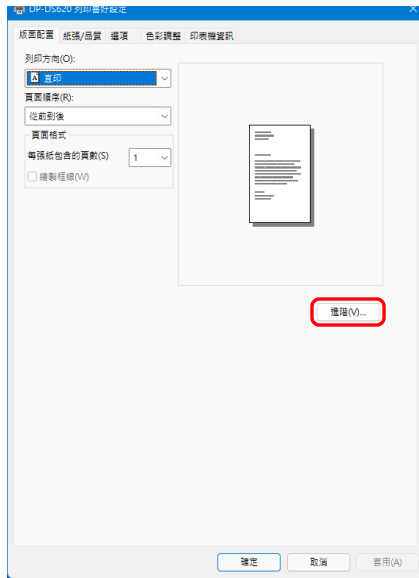 DP-DS620 列印喜好設定
版面配置 紙張/品質 選項 色彩調整 印表機資訊
列印方向(O):
A 直印
頁面順序(R):
從前到後
頁面格式
每張紙包含的頁數(S) 1
繪製框線(W)
進階(V)...
確定 取消 套用(A)